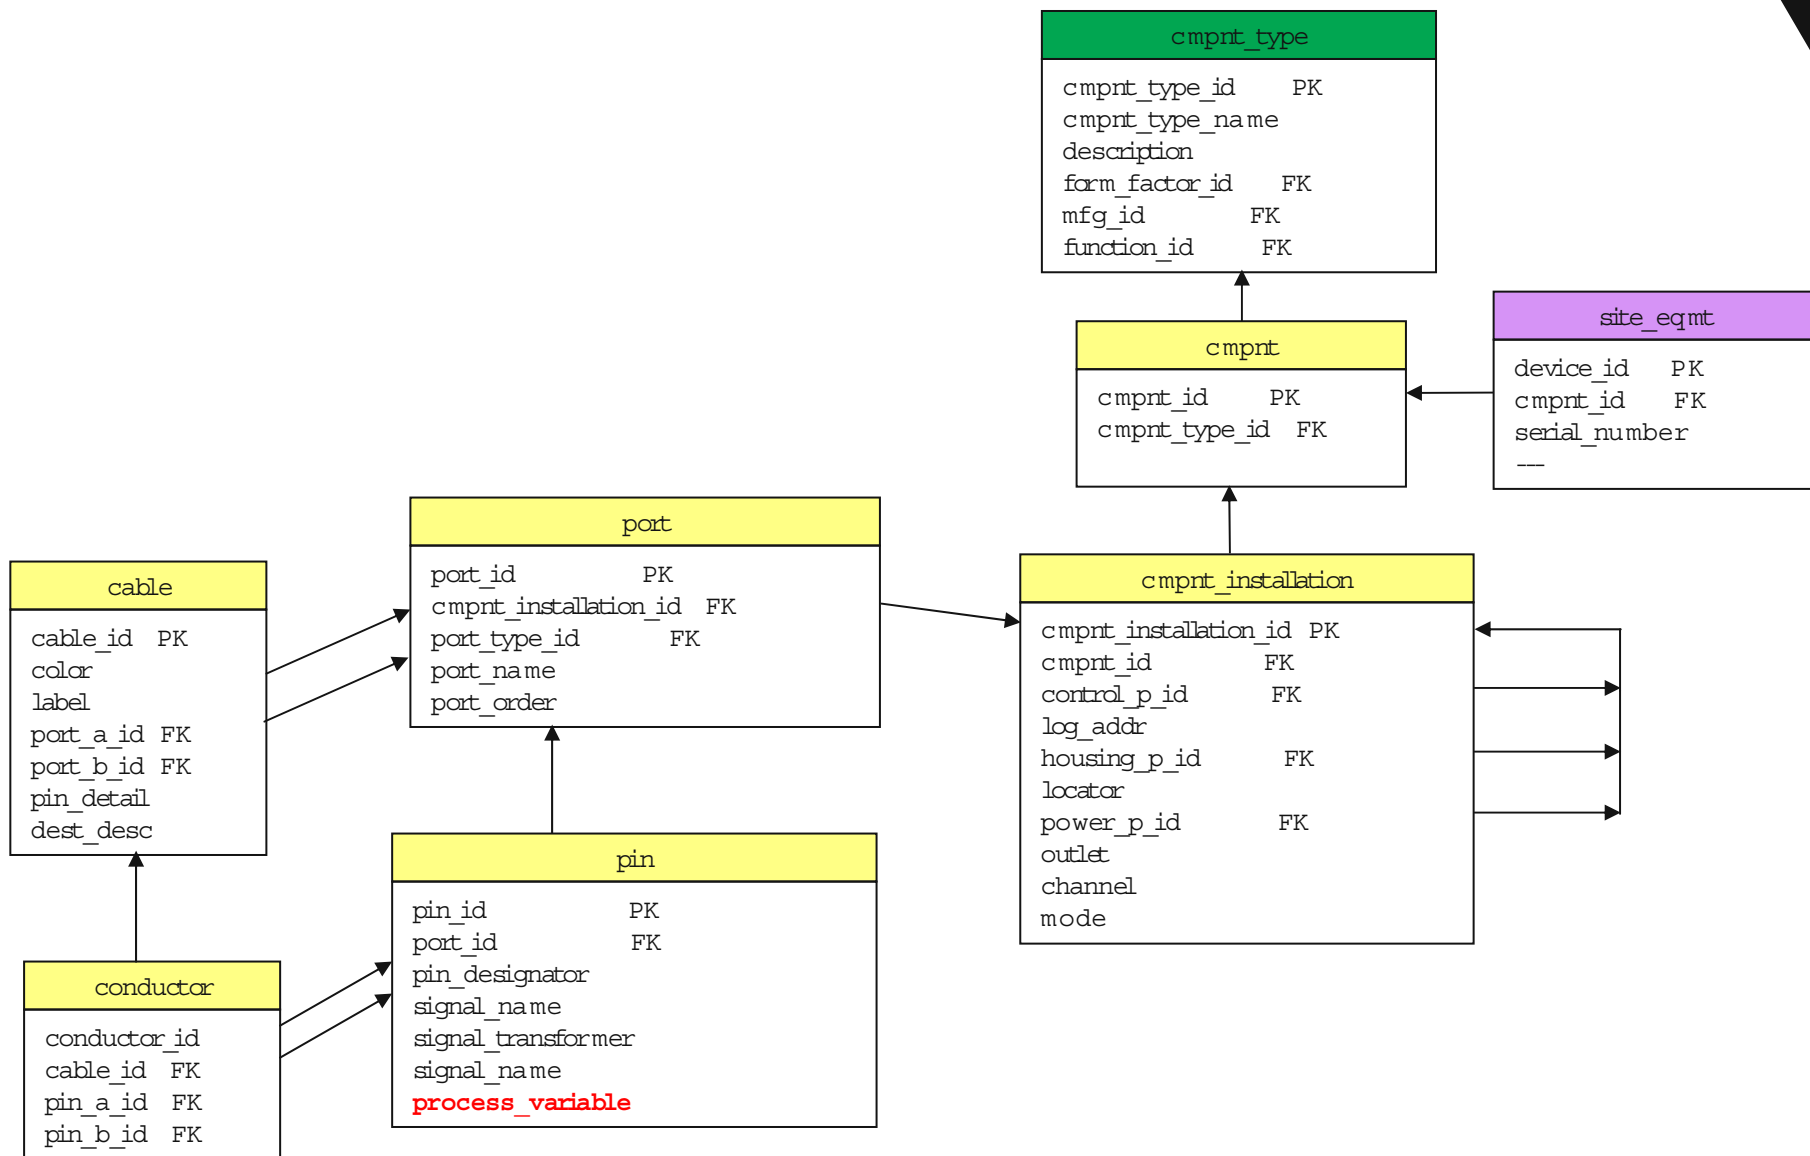 cmpnt_type
cmpnt_type_id PK
cmpnt_type_name
description
form_factor_id FK
mfg_id FK
function_id FK
site_eqmt
device_id PK
cmpnt_id FK
serial_number
---
cmpnt
cmpnt_id PK
cmpnt_type_id FK
port
port_id PK
cmpnt_installation_id FK
port_type_id FK
port_name
port_order
cmpnt_installation
cmpnt_installation_id PK
cmpnt_id FK
control_p_id FK
log_addr
housing_p_id FK
locator
power_p_id FK
outlet
channel
mode
cable
cable_id PK
color
label
port_a_id FK
port_b_id FK
pin_detail
dest_desc
pin
pin_id PK
port_id FK
pin_designator
signal_name
signal_transformer
signal_name
process_variable
conductor
conductor_id
cable_id FK
pin_a_id FK
pin_b_id FK